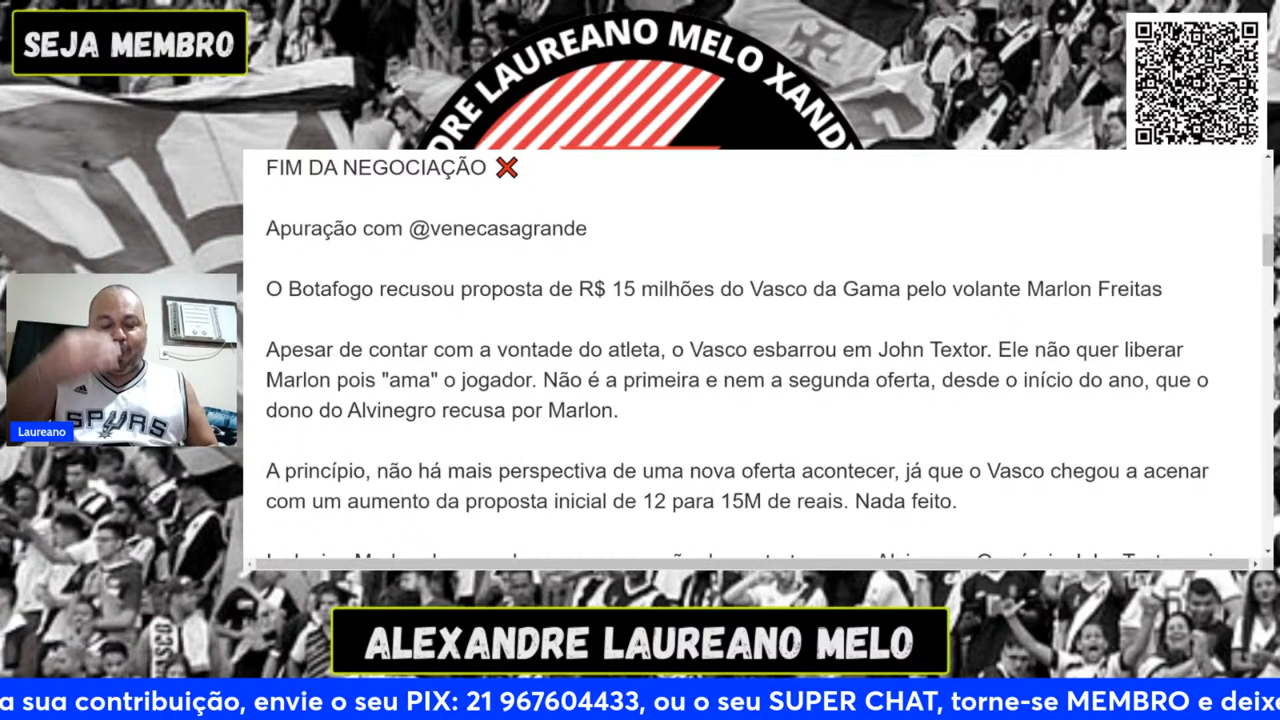 SEJA MEMBRO
DRE LAUREANO MELO XAND
FIM DA NEGOCIAÇÃO ❌
Apuração com @venecasagrande
O Botafogo recusou proposta de R$ 15 milhões do Vasco da Gama pelo volante Marlon Freitas
Apesar de contar com a vontade do atleta, o Vasco esbarrou em John Textor. Ele não quer liberar
Marlon pois "ama" o jogador. Não é a primeira e nem a segunda oferta, desde o início do ano, que o
dono do Alvinegro recusa por Marlon.
A princípio, não há mais perspectiva de uma nova oferta acontecer, já que o Vasco chegou a acenar
com um aumento da proposta inicial de 12 para 15M de reais. Nada feito.
SPURS
Laureano
ALEXANDRE LAUREANO MELO
a sua contribuição, envie o seu PIX: 21 967604433, ou o seu SUPER CHAT, torne-se MEMBRO e deix